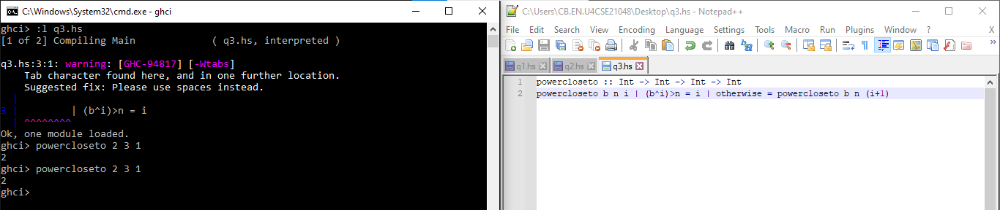 C:\Windows\System32\cmd.exe - ghci
ghci> :l q3.hs
[1 of 2] Compiling Main             ( q3.hs, interpreted )
q3.hs:3:1: warning: [GHC-94817] [-Wtabs]
    Tab character found here, and in one further location.
    Suggested fix: Please use spaces instead.
  |
3 |         | (b^i)>n = i
  | ^^^^^^^^
Ok, one module loaded.
ghci> powercloseto 2 3 1
2
ghci> powercloseto 2 3 1
2
ghci>
C:\Users\CB.EN.U4CSE21048\Desktop\q3.hs - Notepad++
File Edit Search View Encoding Language Settings Tools Macro Run Plugins Window ? X
q1.hs q2.hs q3.hs
1 powercloseto :: Int -> Int -> Int -> Int
2 powercloseto b n i | (b^i)>n = i | otherwise = powercloseto b n (i+1)